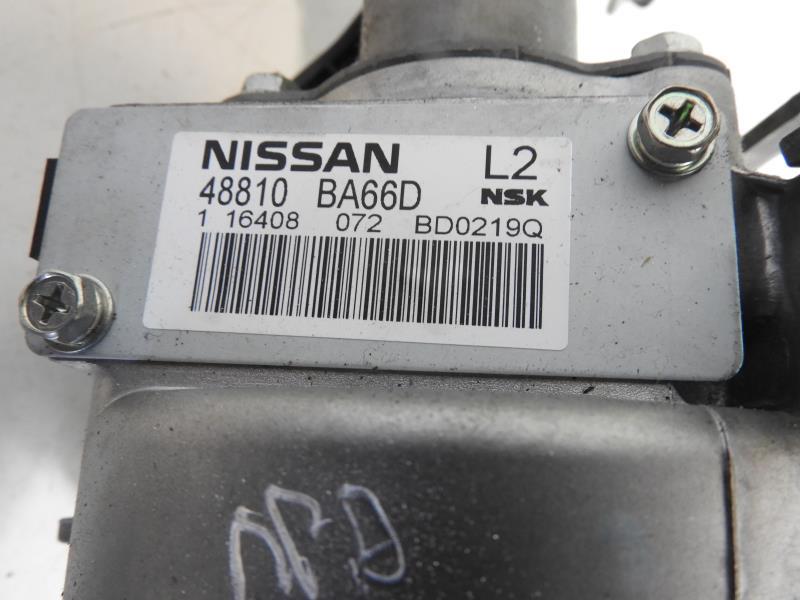 NISSAN L2
48810 BA66D NSK
1 16408 072 BD0219Q